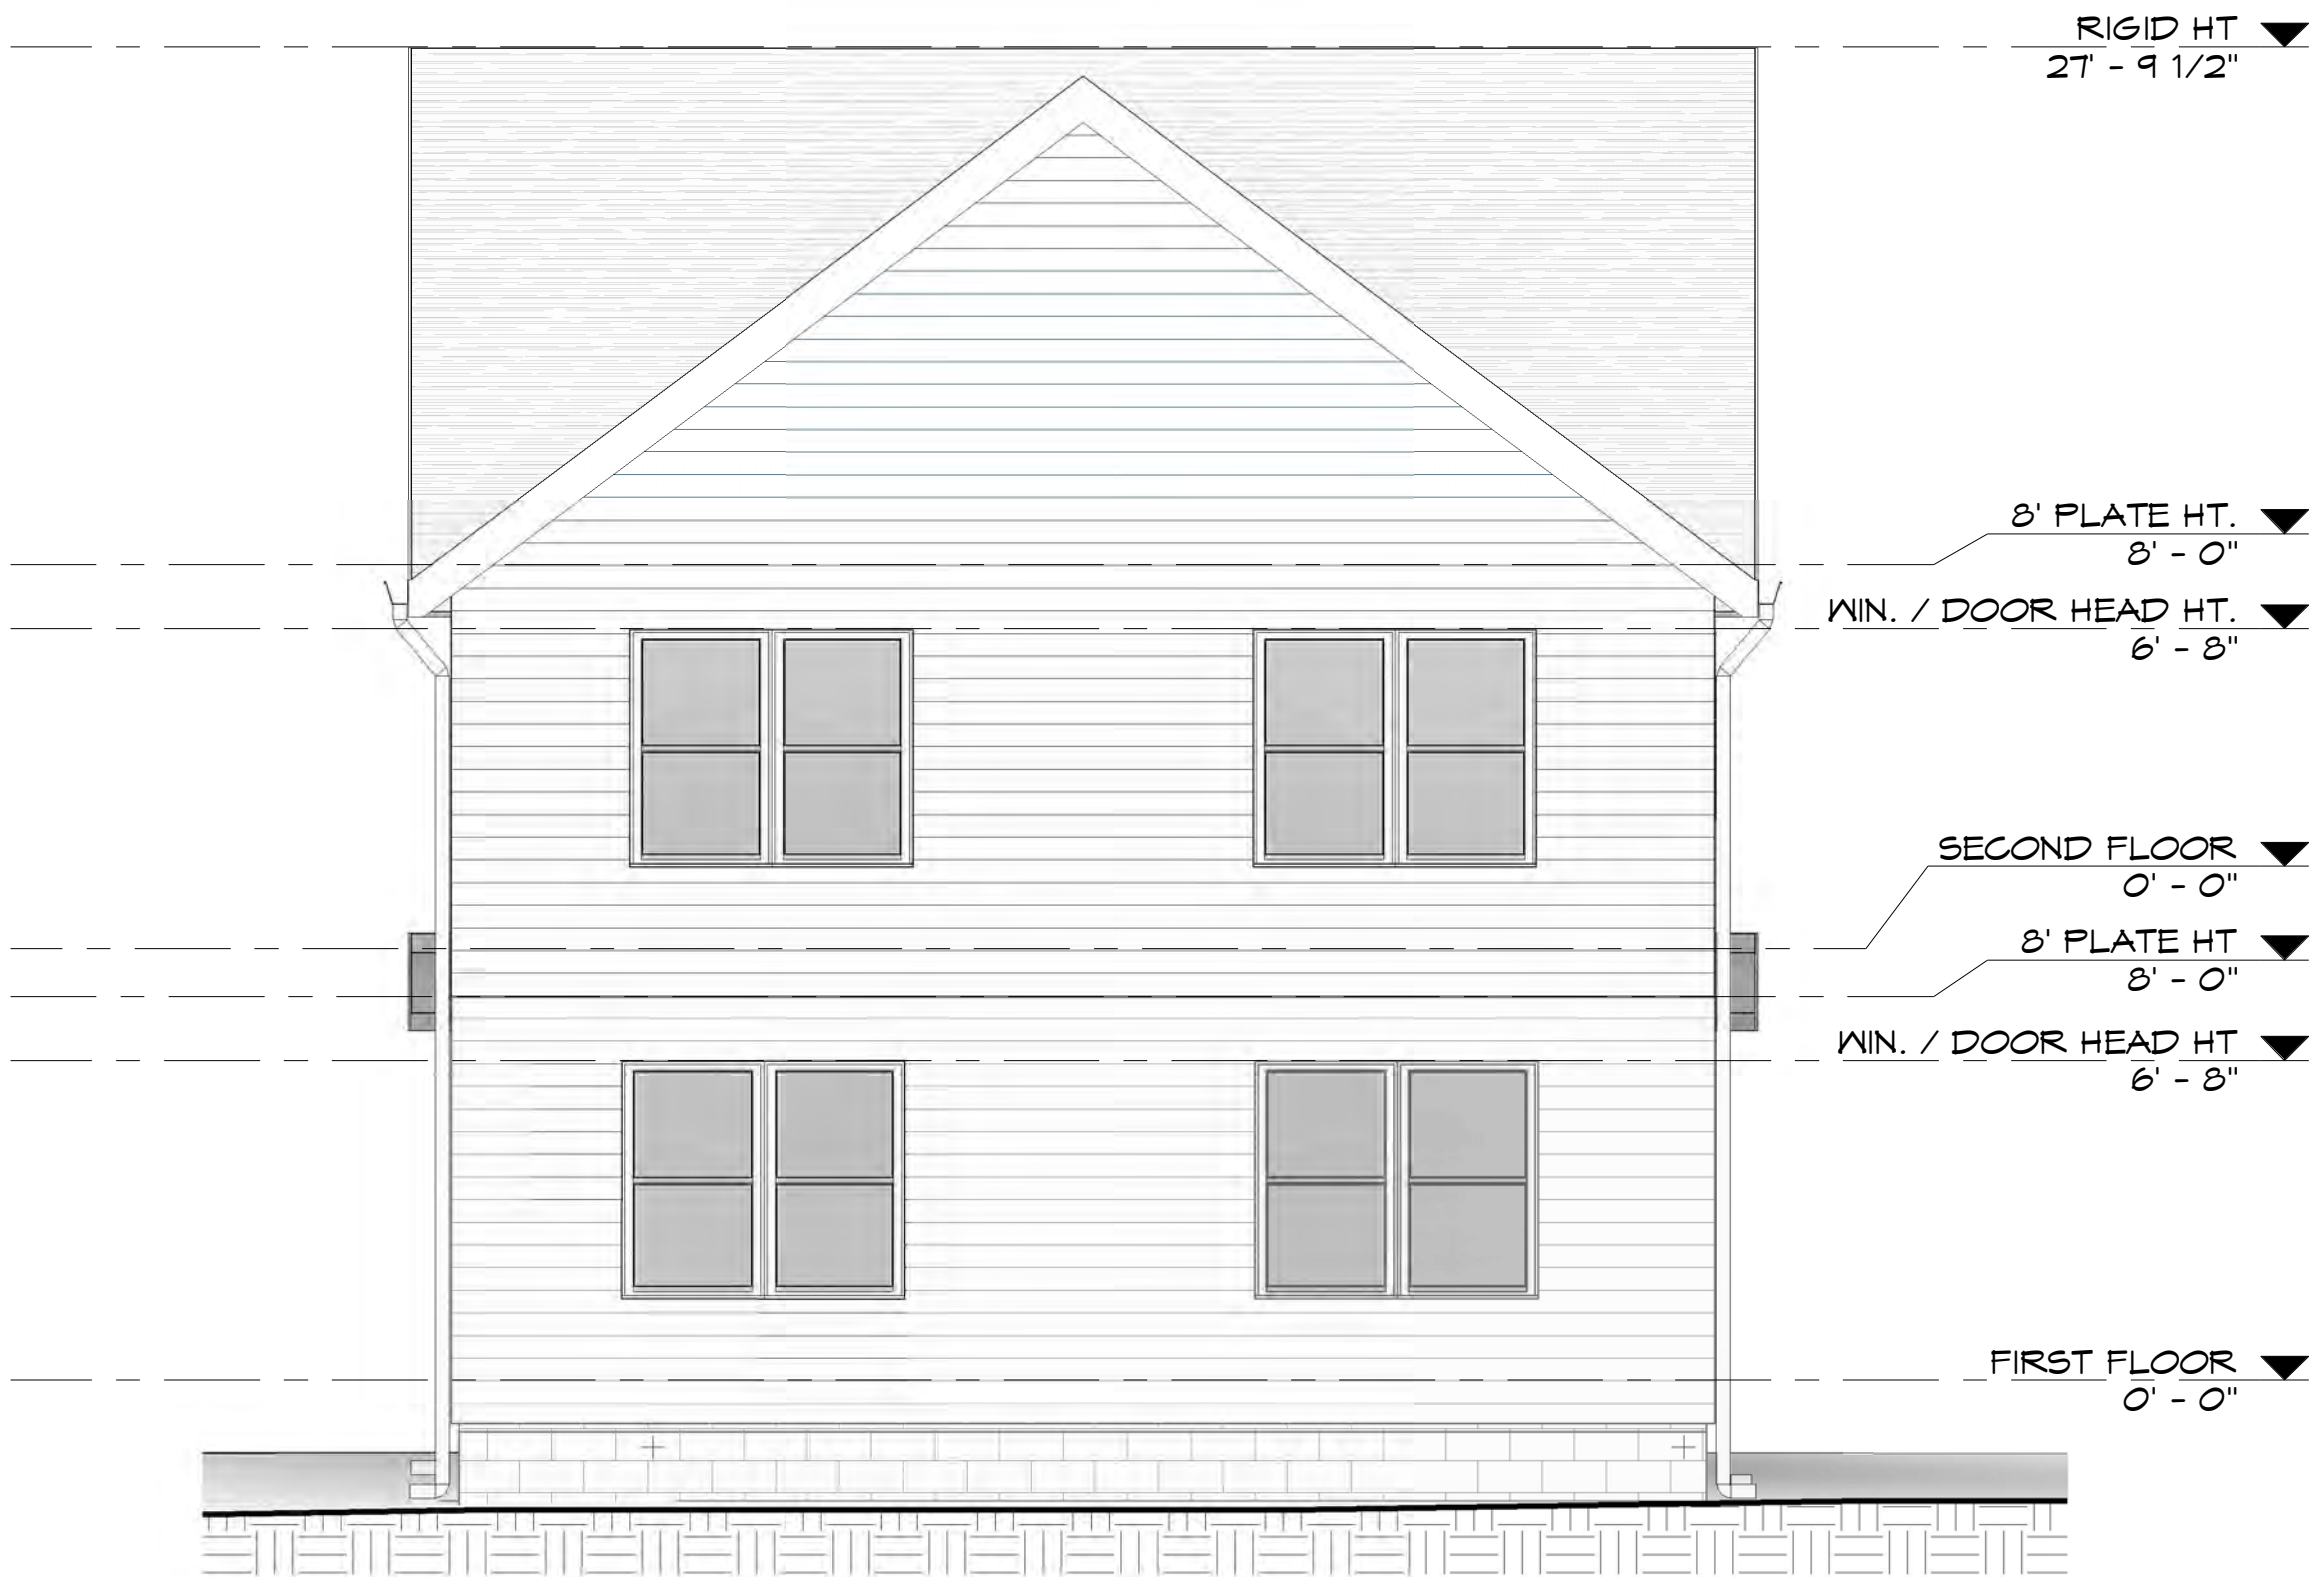 RIGID HT
27' - 9 1/2"
8' PLATE HT.
8' - 0"
WIN. / DOOR HEAD HT.
6' - 8"
SECOND FLOOR
0' - 0"
8' PLATE HT
8' - 0"
WIN. / DOOR HEAD HT
6' - 8"
FIRST FLOOR
0' - 0"